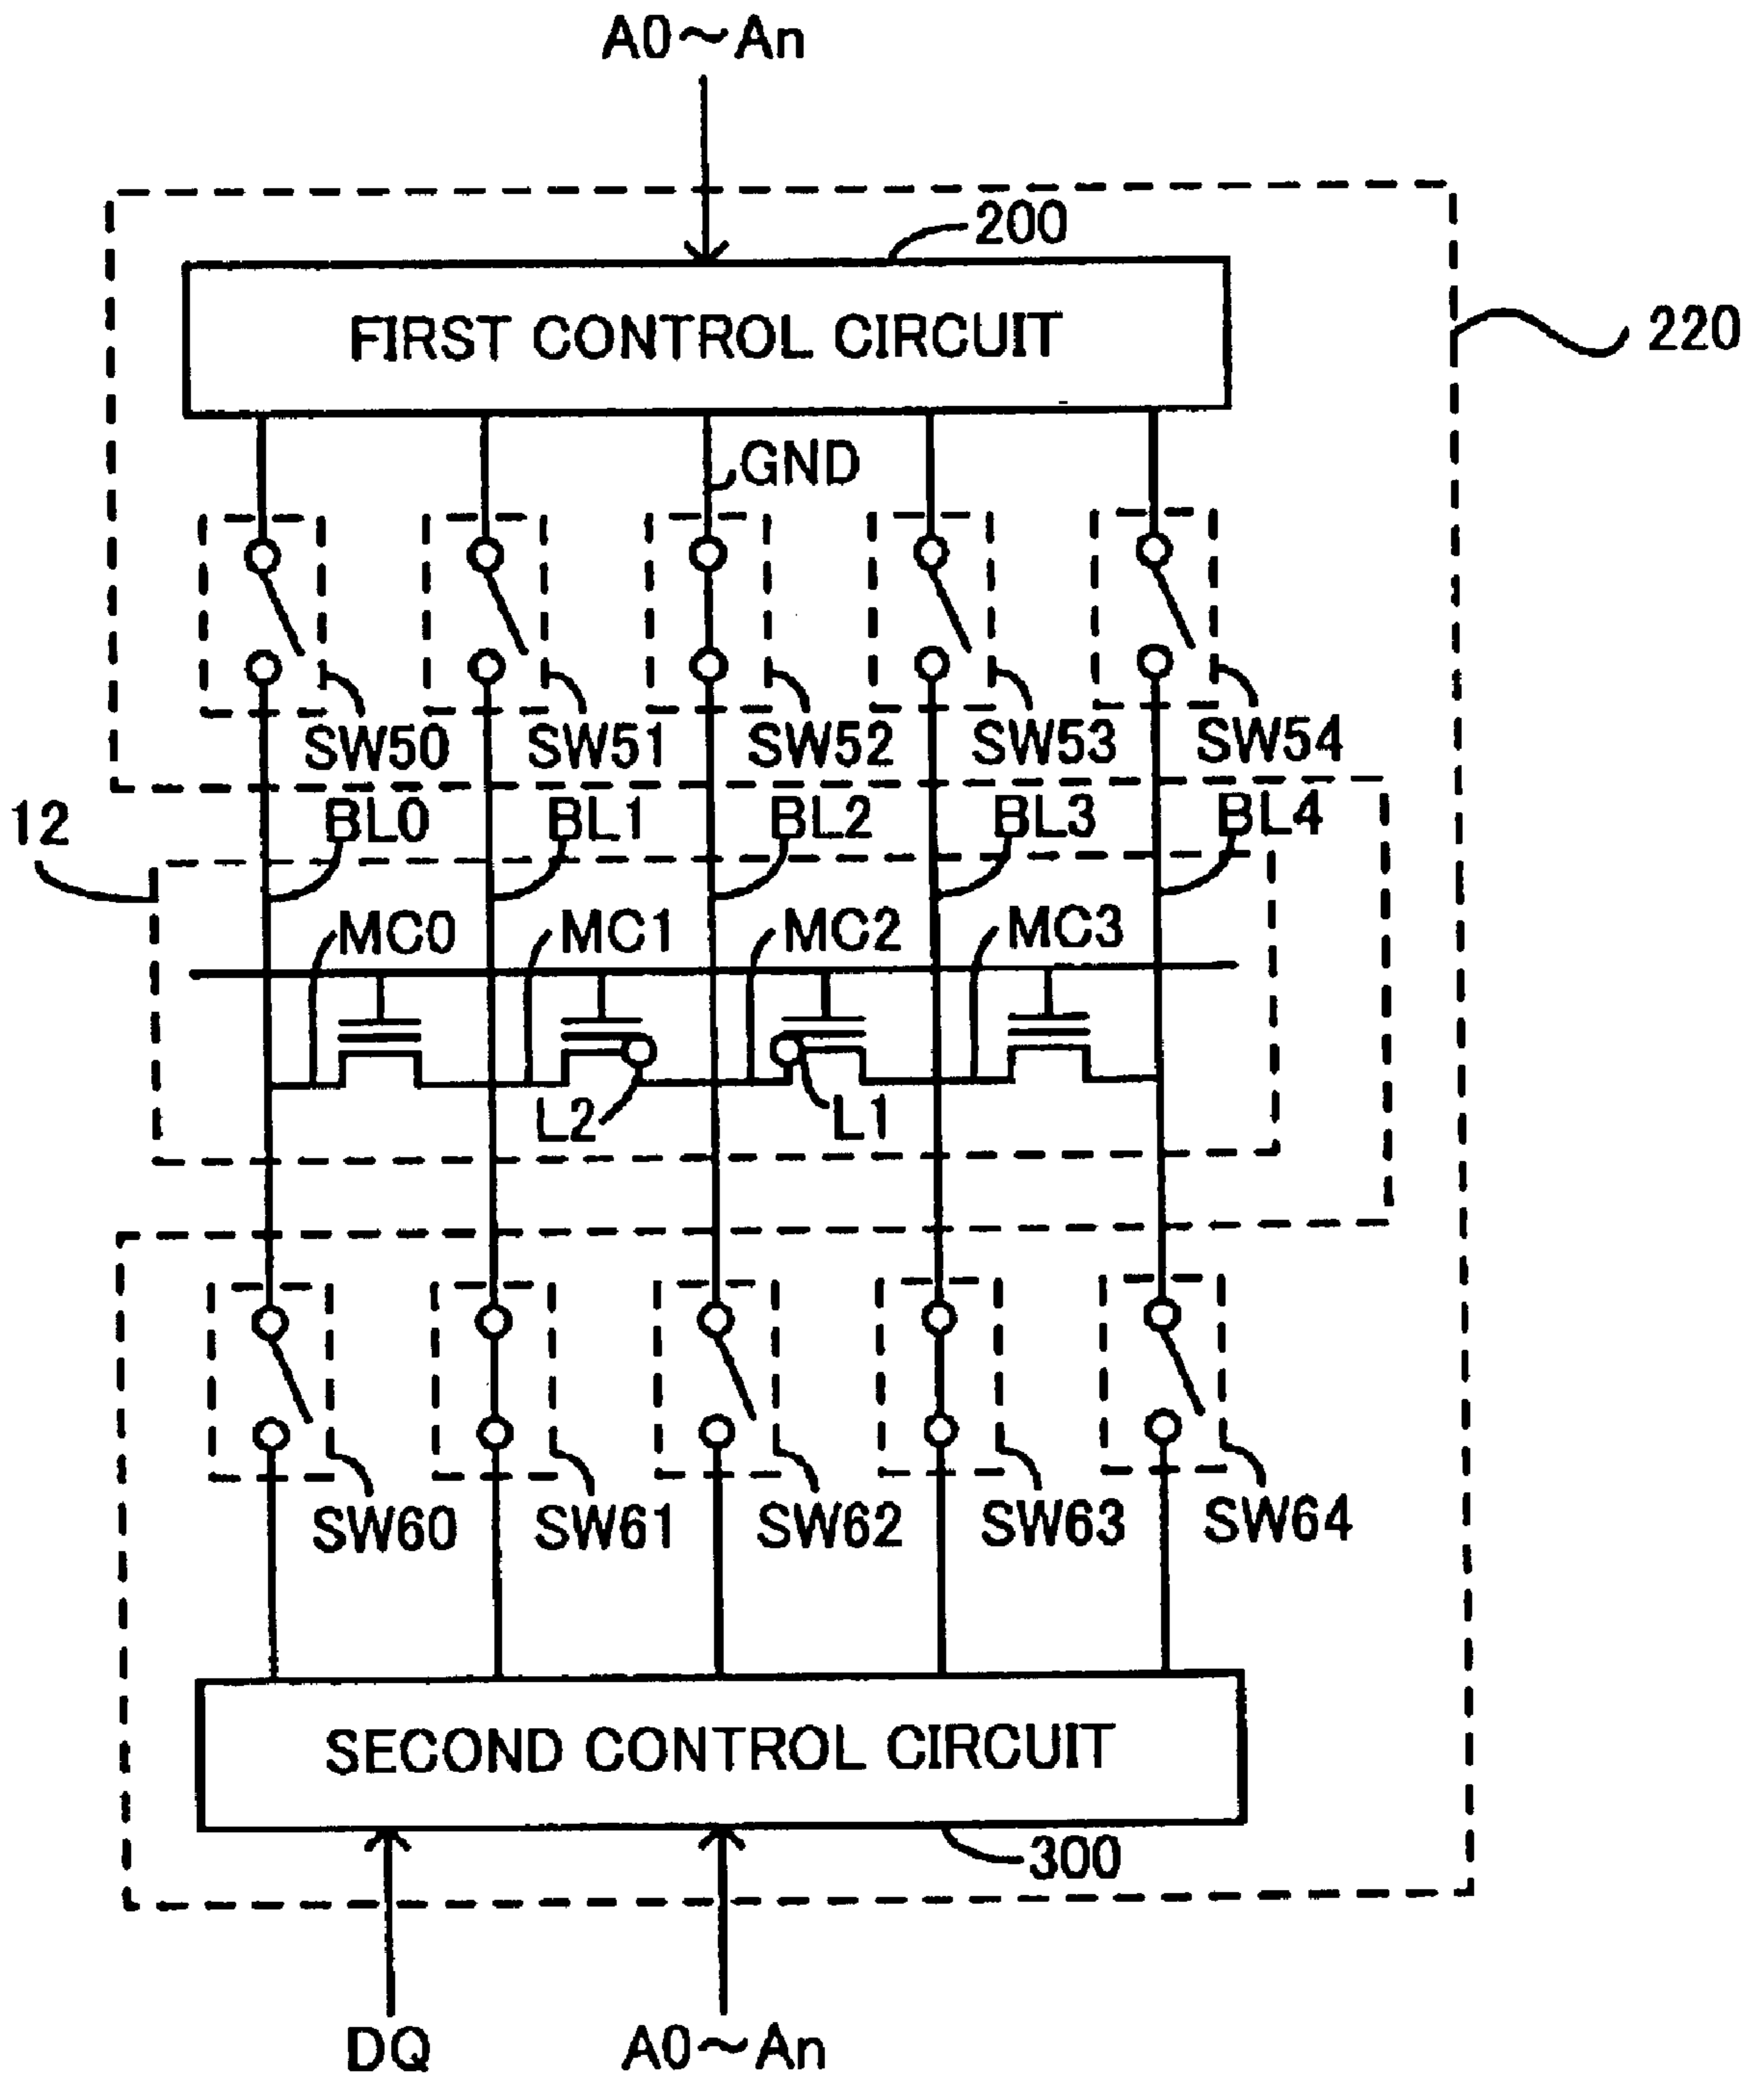 A0~An
200
FIRST CONTROL CIRCUIT
220
GND
SW50 SW51 SW52 SW53 SW54
12 BL0 BL1 BL2 BL3 BL4
MC0 MC1 MC2 MC3
L2 L1
SW60 SW61 SW62 SW63 SW64
SECOND CONTROL CIRCUIT
300
DQ A0~An